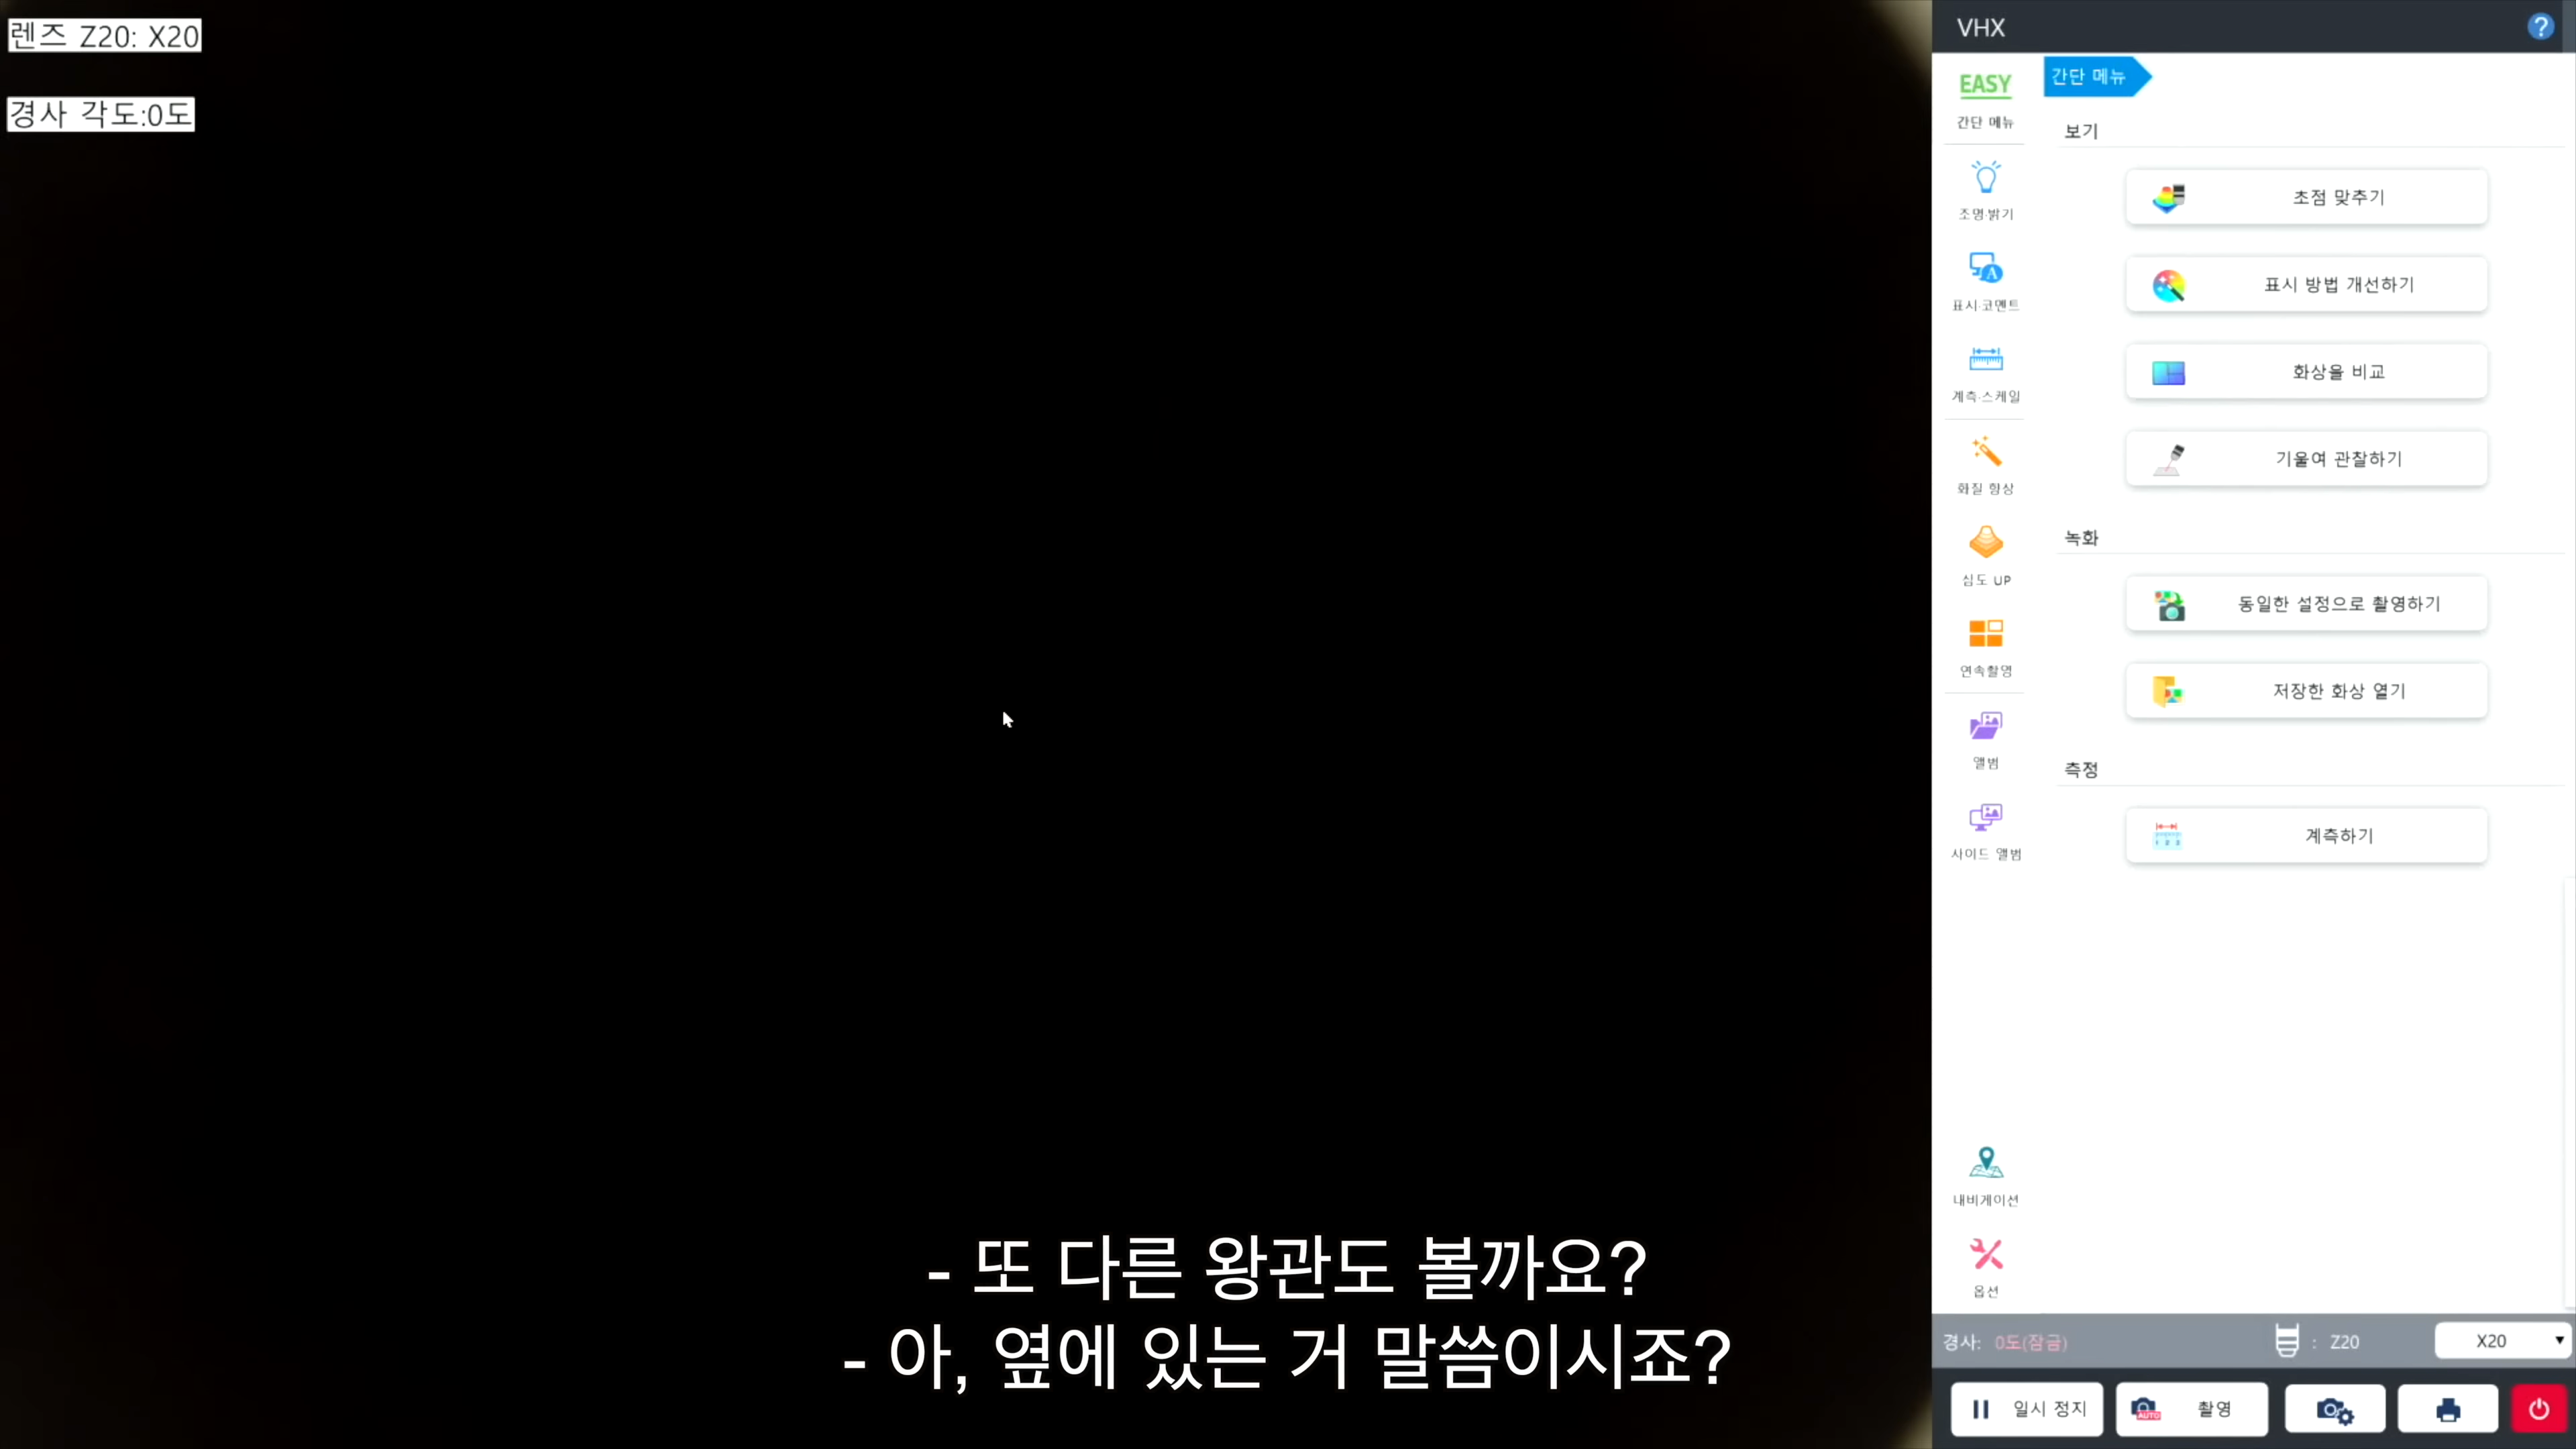 렌즈 Z20: X20
경사 각도:0도
- 또 다른 왕관도 볼까요?
- 아, 옆에 있는 거 말씀이시죠?
VHX
?
EASY
간단 메뉴
조명·밝기
표시·코멘트
계측·스케일
화질 향상
심도 UP
연속촬영
앨범
사이드 앨범
내비게이션
옵션
간단 메뉴
보기
초점 맞추기
표시 방법 개선하기
화상을 비교
기울여 관찰하기
녹화
동일한 설정으로 촬영하기
저장한 화상 열기
측정
계측하기
경사: 0도(잠금)
: Z20
X20
일시 정지
AUTO
촬영